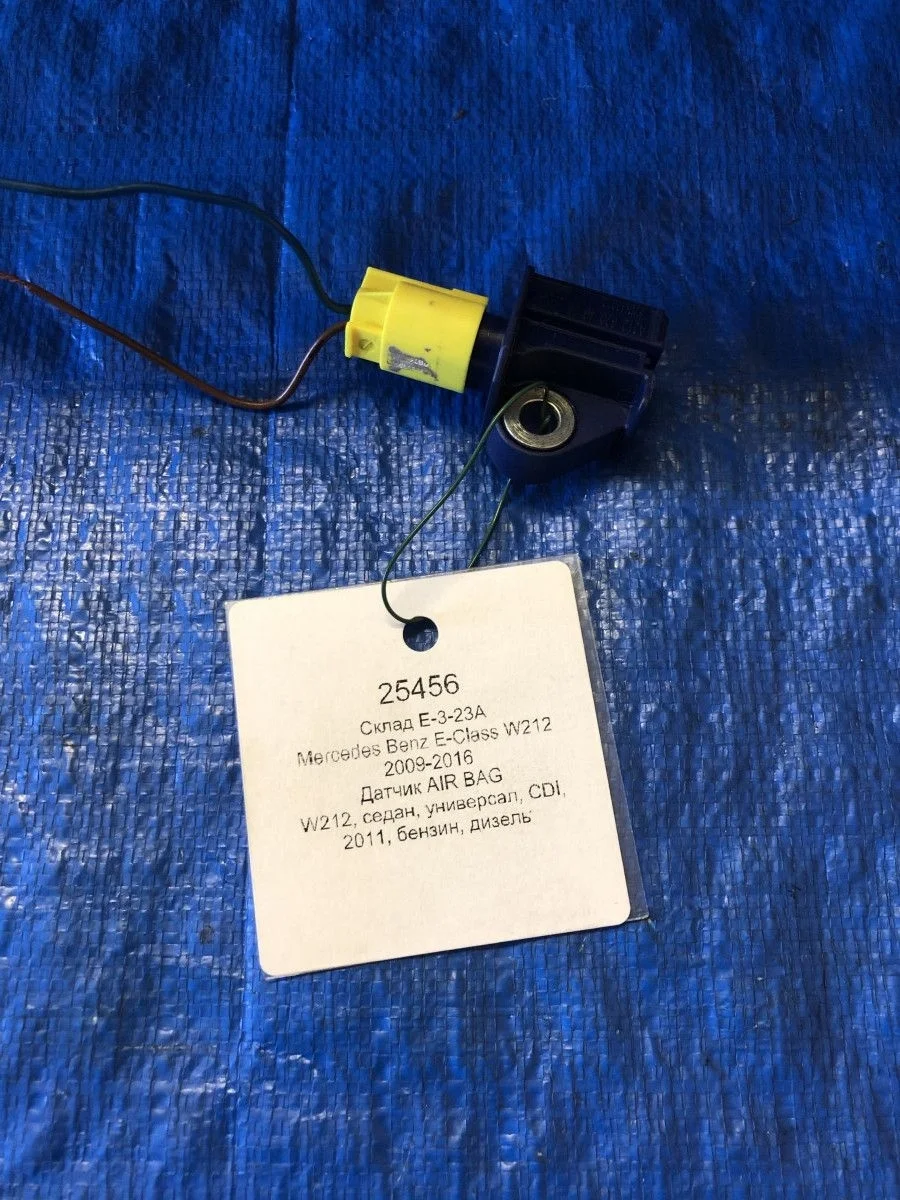 25456
Склад E-3-23A
Mercedes Benz E-Class W212
2009-2016
Датчик AIR BAG
W212, седан, универсал, CDI,
2011, бензин, дизель